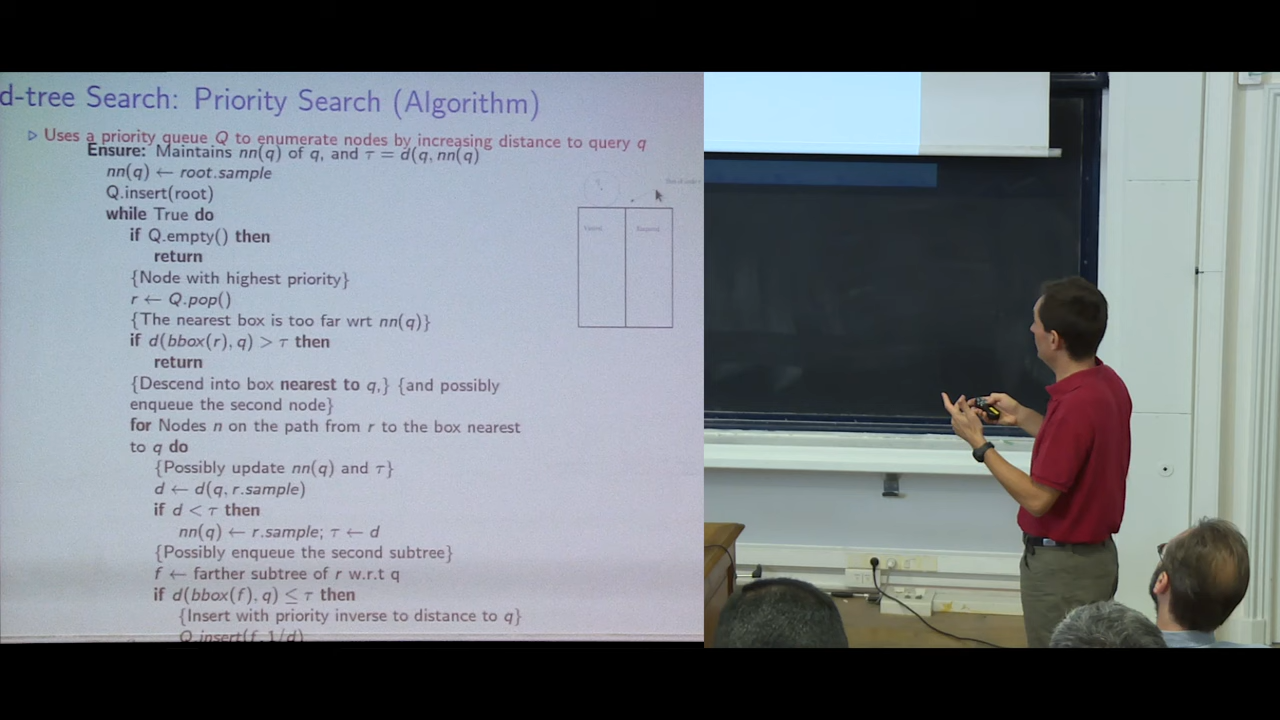 d-tree Search: Priority Search (Algorithm)
▷ Uses a priority queue Q to enumerate nodes by increasing distance to query q
Ensure: Maintains nn(q) of q, and τ = d(q, nn(q)
nn(q) ← root.sample
Q.insert(root)
while True do
if Q.empty() then
return
{Node with highest priority}
r ← Q.pop()
{The nearest box is too far wrt nn(q)}
if d(bbox(r), q) > τ then
return
{Descend into box nearest to q,} {and possibly
enqueue the second node}
for Nodes n on the path from r to the box nearest
to q do
{Possibly update nn(q) and τ}
d ← d(q, r.sample)
if d < τ then
nn(q) ← r.sample; τ ← d
{Possibly enqueue the second subtree}
f ← farther subtree of r w.r.t q
if d(bbox(f), q) ≤ τ then
{Insert with priority inverse to distance to q}
Q.insert(f, 1/d)